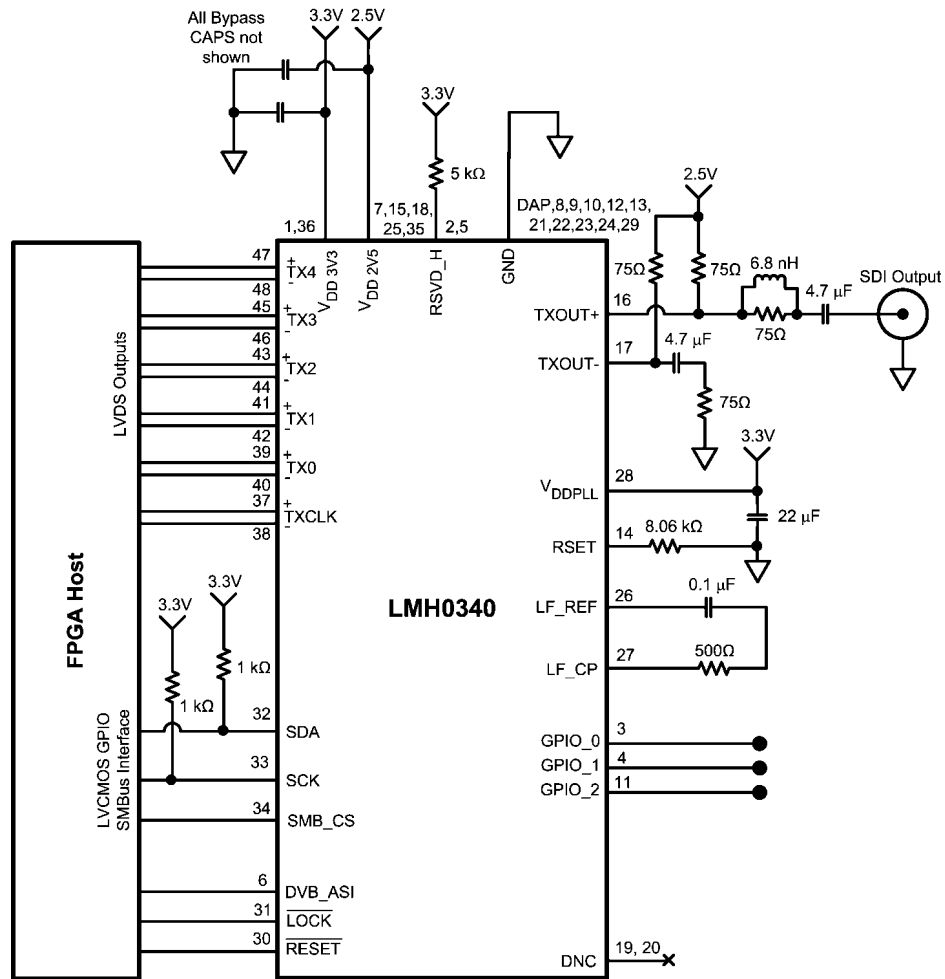 All Bypass
CAPS not
shown
3.3V
2.5V
3.3V
5 kΩ
1,36
7,15,18,
25,35
2,5
DAP,8,9,10,12,13,
21,22,23,24,29
2.5V
75Ω
75Ω
6.8 nH
75Ω
4.7 µF
SDI Output
FPGA Host
LVDS Outputs
LVCMOS GPIO
SMBus Interface
LMH0340
VDD 3V3
VDD 2V5
RSVD_H
GND
47
+
TX4
-
48
45
+
TX3
-
46
43
+
TX2
-
44
41
+
TX1
-
42
39
+
TX0
-
40
37
+
TXCLK
-
38
3.3V
3.3V
1 kΩ
1 kΩ
32
SDA
33
SCK
34
SMB_CS
6
DVB_ASI
31
LOCK
30
RESET
TXOUT+
16
TXOUT-
17
4.7 µF
75Ω
3.3V
VDDPLL
28
22 µF
RSET
14
8.06 kΩ
LF_REF
26
0.1 µF
LF_CP
27
500Ω
GPIO_0
3
GPIO_1
4
GPIO_2
11
DNC
19, 20